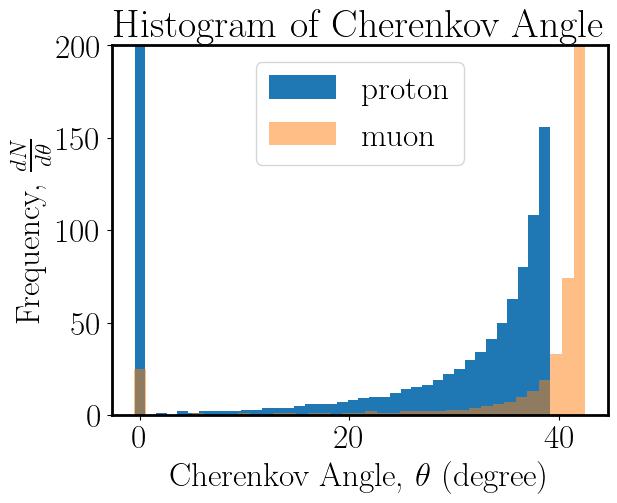 Histogram of Cherenkov Angle
200
150
100
50
0
Frequency, dN/dθ
proton
muon
0 20 40
Cherenkov Angle, θ (degree)